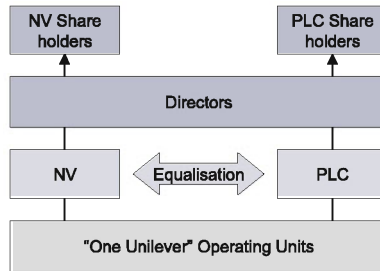 NV Share
holders
PLC Share
holders
Directors
NV
Equalisation
PLC
"One Unilever" Operating Units